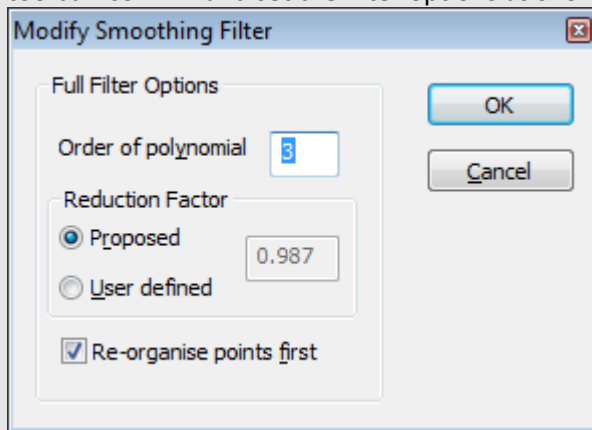 Modify Smoothing Filter
Full Filter Options
Order of polynomial 3
Reduction Factor
Proposed
0.987
User defined
Re-organise points first
OK
Cancel